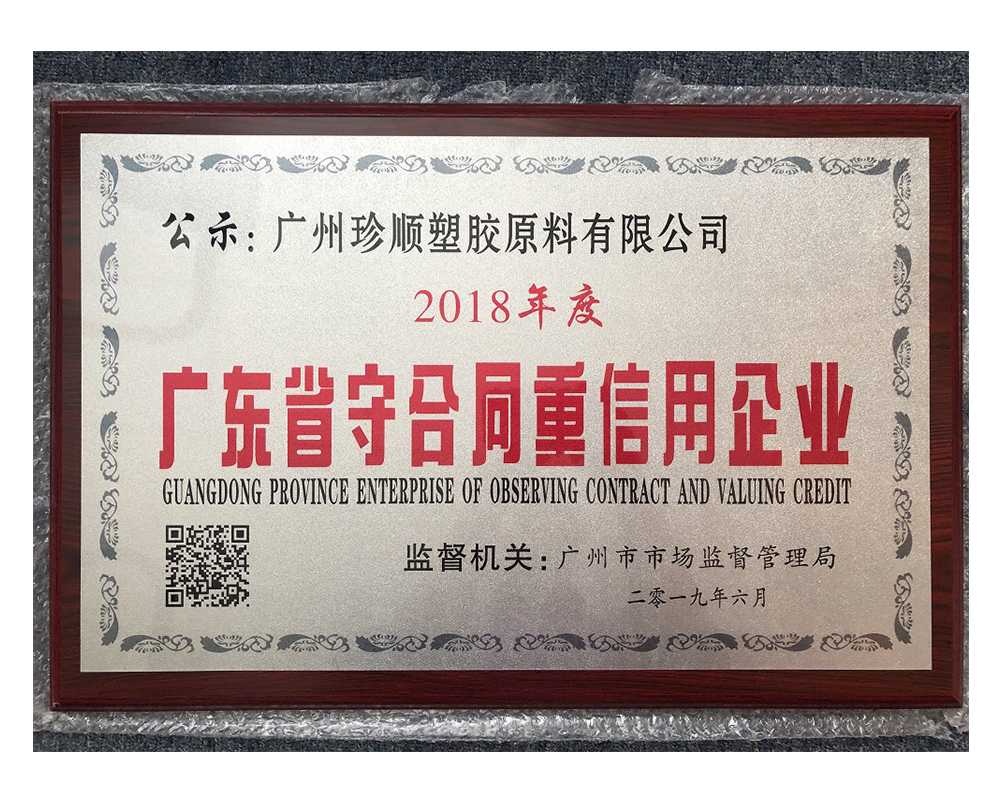 公示：广州珍顺塑胶原料有限公司
2018年度
广东省守合同重信用企业
GUANGDONG PROVINCE ENTERPRISE OF OBSERVING CONTRACT AND VALUING CREDIT
监督机关：广州市市场监督管理局
二零一九年六月